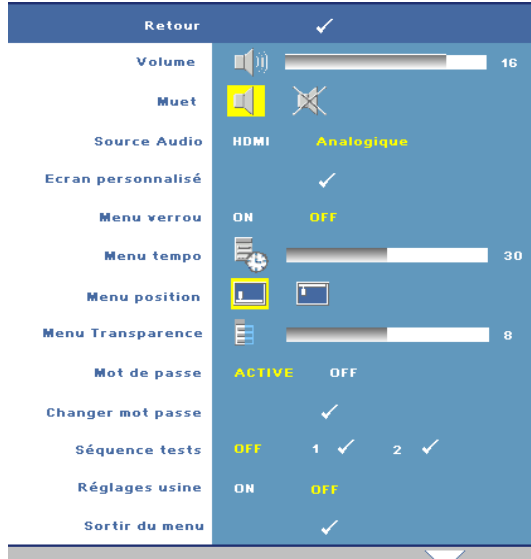 Retour
Volume 16
Muet
Source Audio HDMI Analogique
Ecran personnalisé
Menu verrou ON OFF
Menu tempo 30
Menu position
Menu Transparence 8
Mot de passe ACTIVE OFF
Changer mot passe
Séquence tests OFF 1 2
Réglages usine ON OFF
Sortir du menu